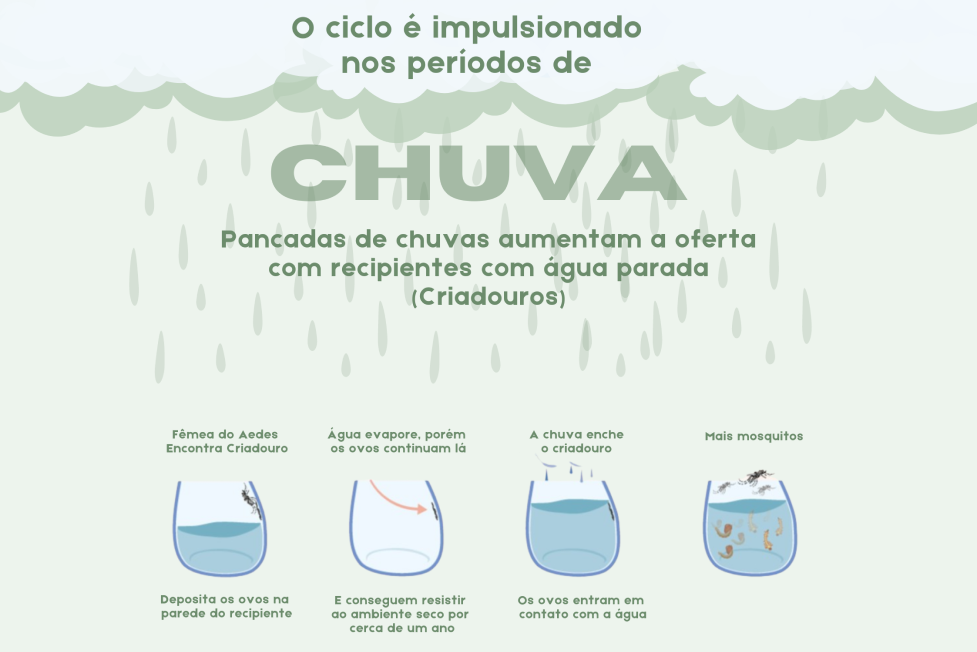 O ciclo é impulsionado
nos períodos de
CHUVA
Pancadas de chuvas aumentam a oferta
com recipientes com água parada
(Criadouros)
Fêmea do Aedes
Encontra Criadouro
Depositа os ovos na
parede do recipiente
Água evapore, porém
os ovos continuam lá
E conseguem resistir
ao ambiente seco por
cerca de um ano
A chuva enche
o criadouro
Os ovos entram em
contato com a água
Mais mosquitos